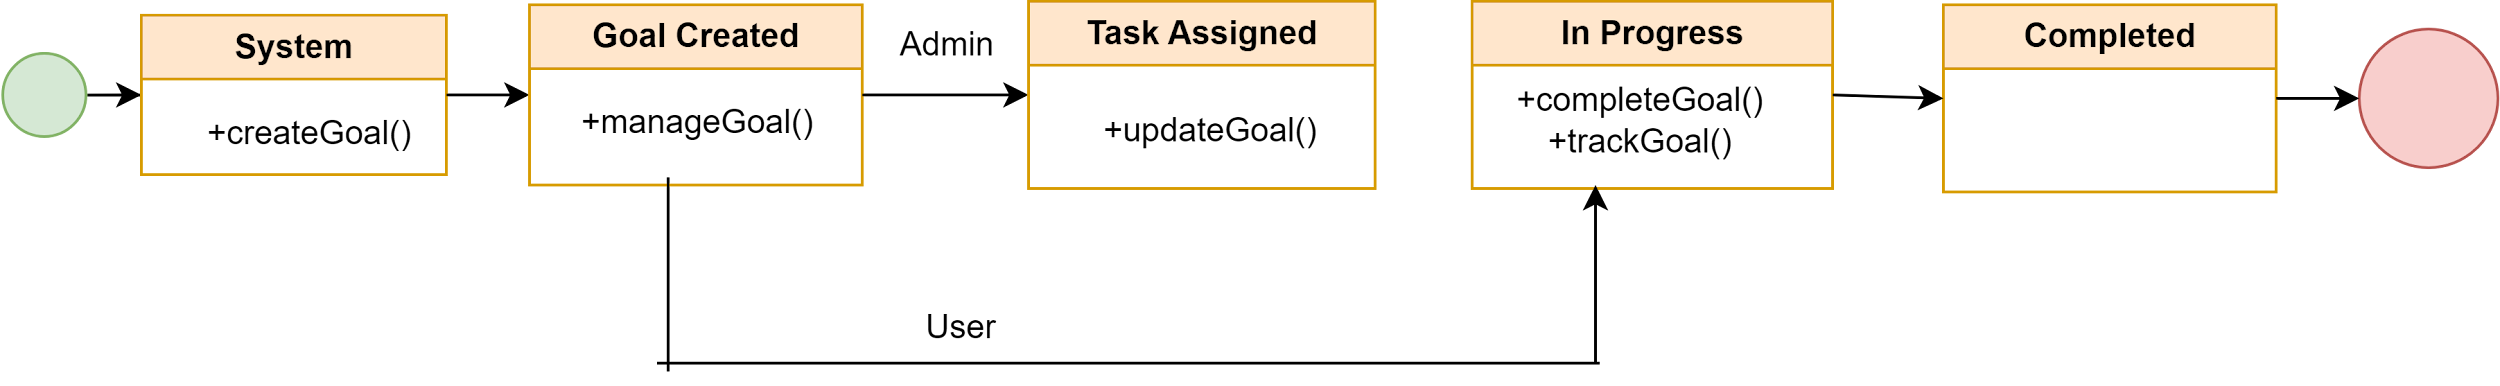 System
+createGoal()
Goal Created
+manageGoal()
Admin
Task Assigned
+updateGoal()
In Progress
+completeGoal()
+trackGoal()
Completed
User